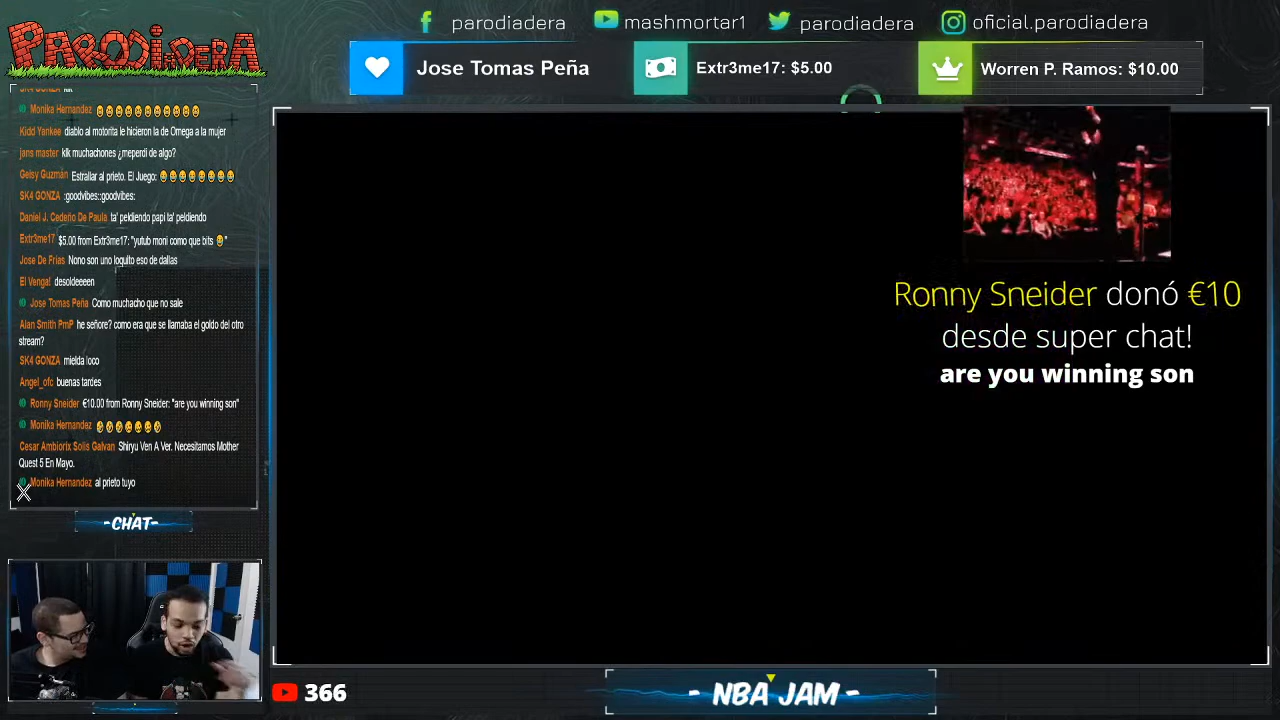 PARODIADERA
parodiadera
mashmortar1
parodiadera
oficial.parodiadera
Jose Tomas Peña
Extr3me17: $5.00
Worren P. Ramos: $10.00
Monika Hernandez
Kidd Yankee diablo al motorita le hicieron la de Omega a la mujer
jans master klk muchachones ¿meperdi de algo?
Geisy Guzmán Estrallar al prieto. El Juego: 😂😂😂😂😂😂😂😂
SK4 GONZA :goodvibes::goodvibes:
Daniel J. Cedeño De Paula ta' peldiendo papi ta' peldiendo
Extr3me17 $5.00 from Extr3me17: "yutub moni como que bits 😂"
Jose De Frias Nono son uno loquito eso de dallas
El Venga! desoldeeeen
Jose Tomas Peña Como muchacho que no sale
Alan Smith PmP he señore? como era que se llamaba el goldo del otro
stream?
SK4 GONZA mielda loco
Angel_ofc buenas tardes
Ronny Sneider €10.00 from Ronny Sneider: "are you winning son"
Monika Hernandez
Cesar Ambiorix Solis Galvan Shiryu Ven A Ver. Necesitamos Mother
Quest 5 En Mayo.
Monika Hernandez al prieto tuyo
-CHAT-
Ronny Sneider donó €10
desde super chat!
are you winning son
366
- NBA JAM -